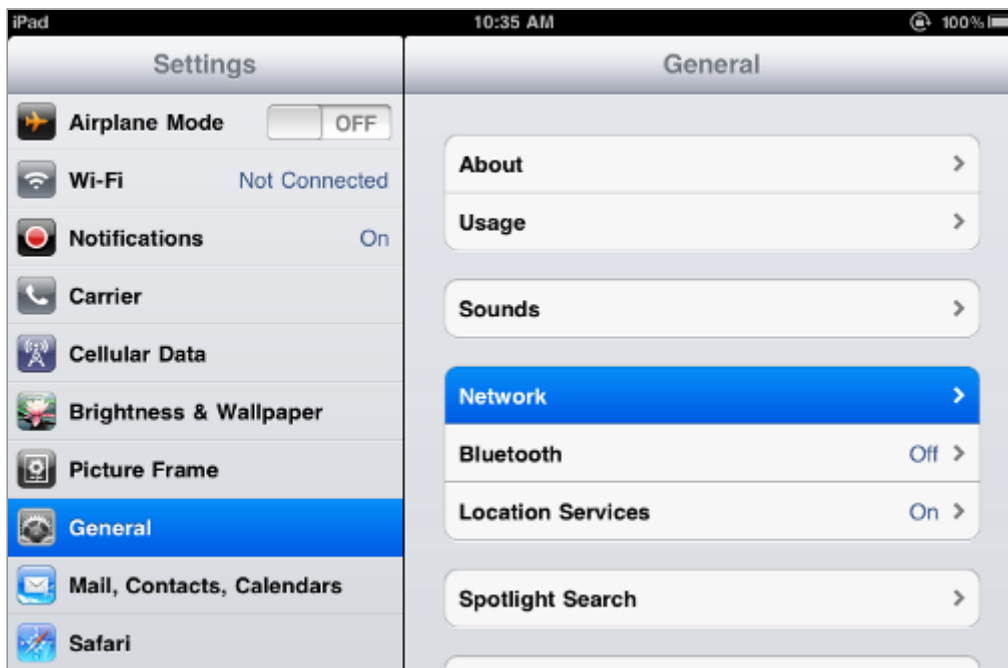 iPad 10:35 AM 100%
Settings
Airplane Mode OFF
Wi-Fi Not Connected
Notifications On
Carrier
Cellular Data
Brightness & Wallpaper
Picture Frame
General
Mail, Contacts, Calendars
Safari
General
About
Usage
Sounds
Network
Bluetooth Off
Location Services On
Spotlight Search